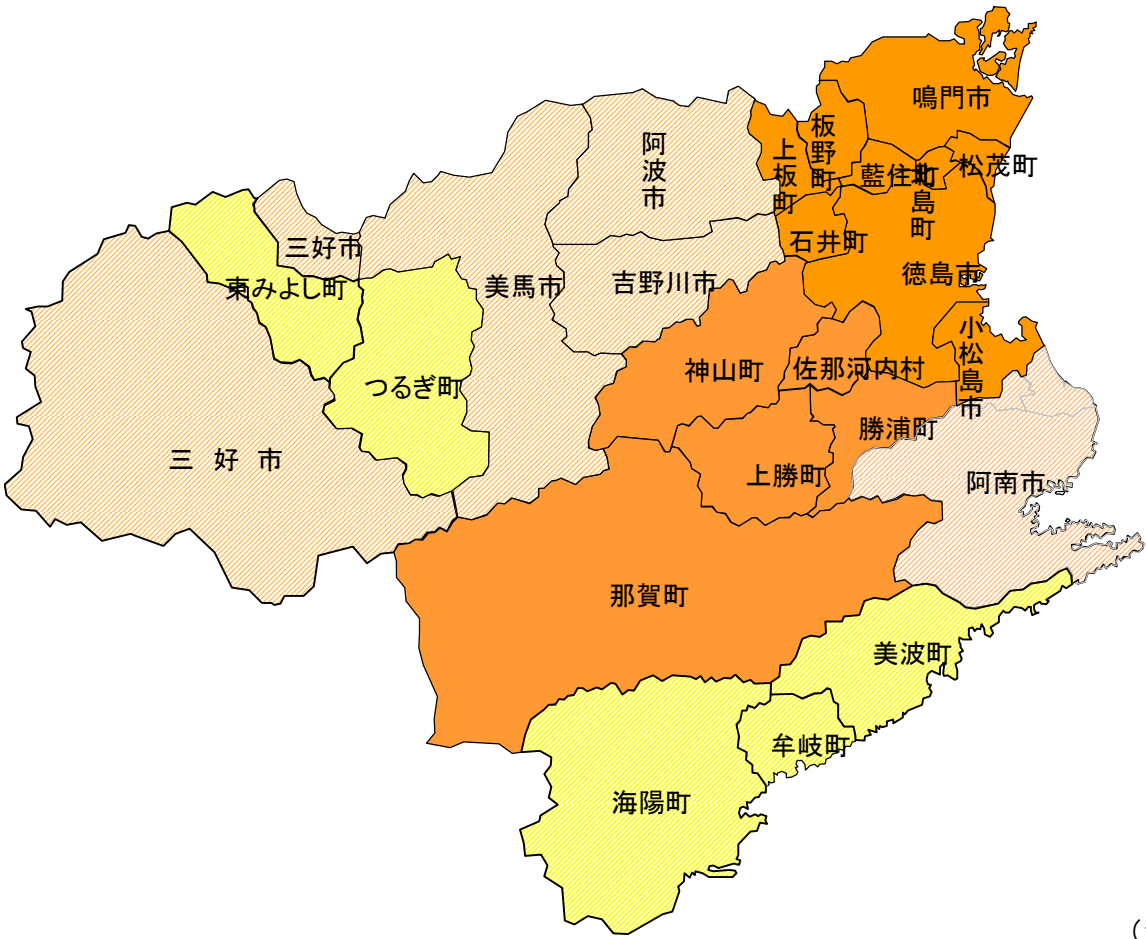 鳴門市
板野町
上板町
松茂町
藍住町
北島町
阿波市
石井町
三好市
徳島市
吉野川市
美馬市
東みよし町
小松島市
神山町
佐那河内村
つるぎ町
勝浦町
三 好 市
上勝町
阿南市
那賀町
美波町
牟岐町
海陽町
(